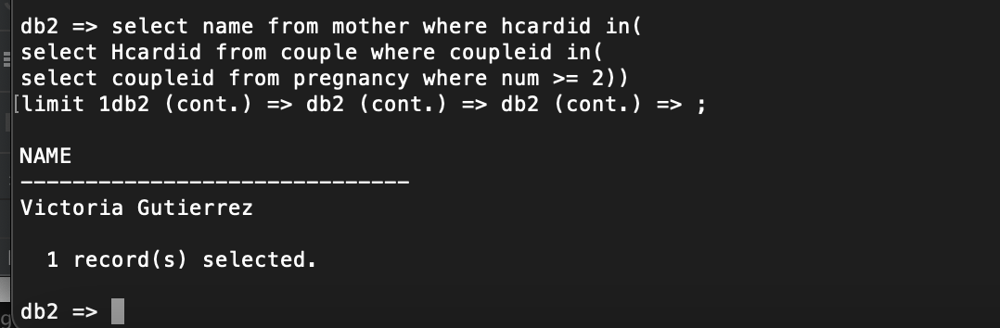 db2 => select name from mother where hcardid in(
select Hcardid from couple where coupleid in(
select coupleid from pregnancy where num >= 2))
[limit 1db2 (cont.) => db2 (cont.) => db2 (cont.) => ;
NAME
------------------------------
Victoria Gutierrez
1 record(s) selected.
db2 =>